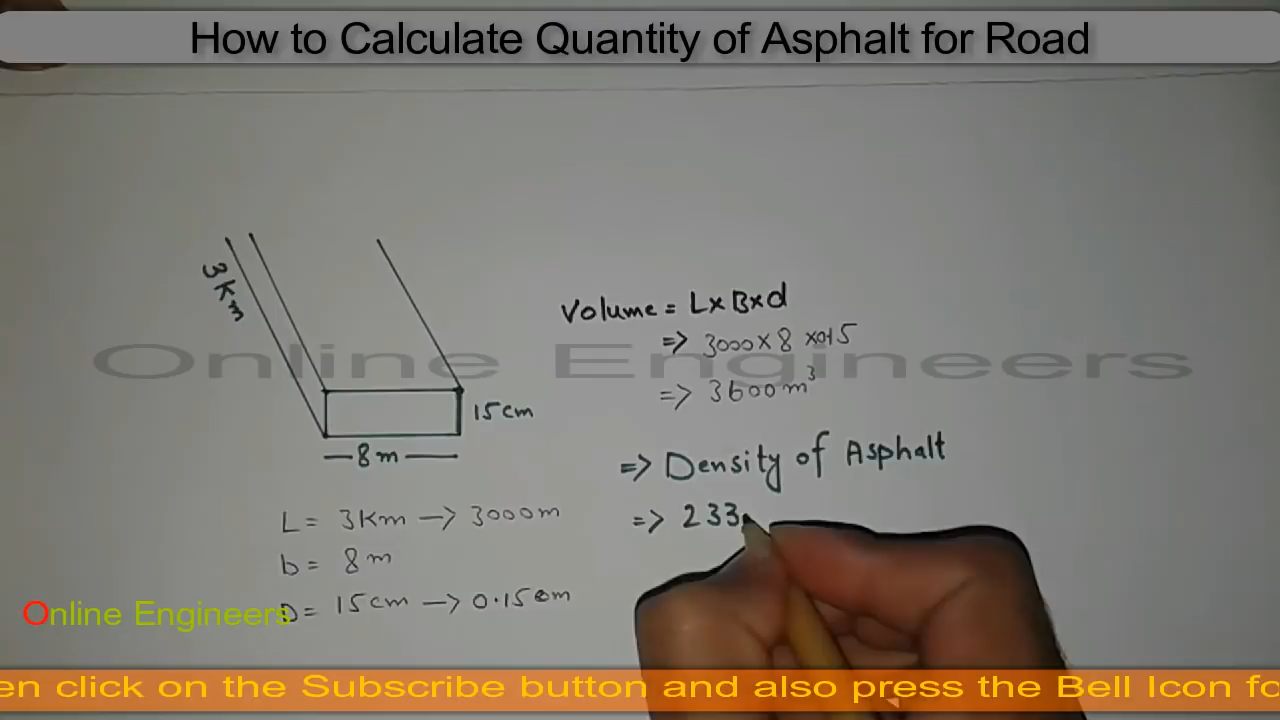 How to Calculate Quantity of Asphalt for Road
3Km
Volume = L×B×d
=> 3000 × 8 ×0.15
=> 3600m³
Online Engineers
15cm
8m
=> Density of Asphalt
=> 233
L = 3Km —> 3000m
b = 8m
D = 15cm —> 0.15m
Online Engineers
en click on the Subscribe button and also press the Bell Icon fo